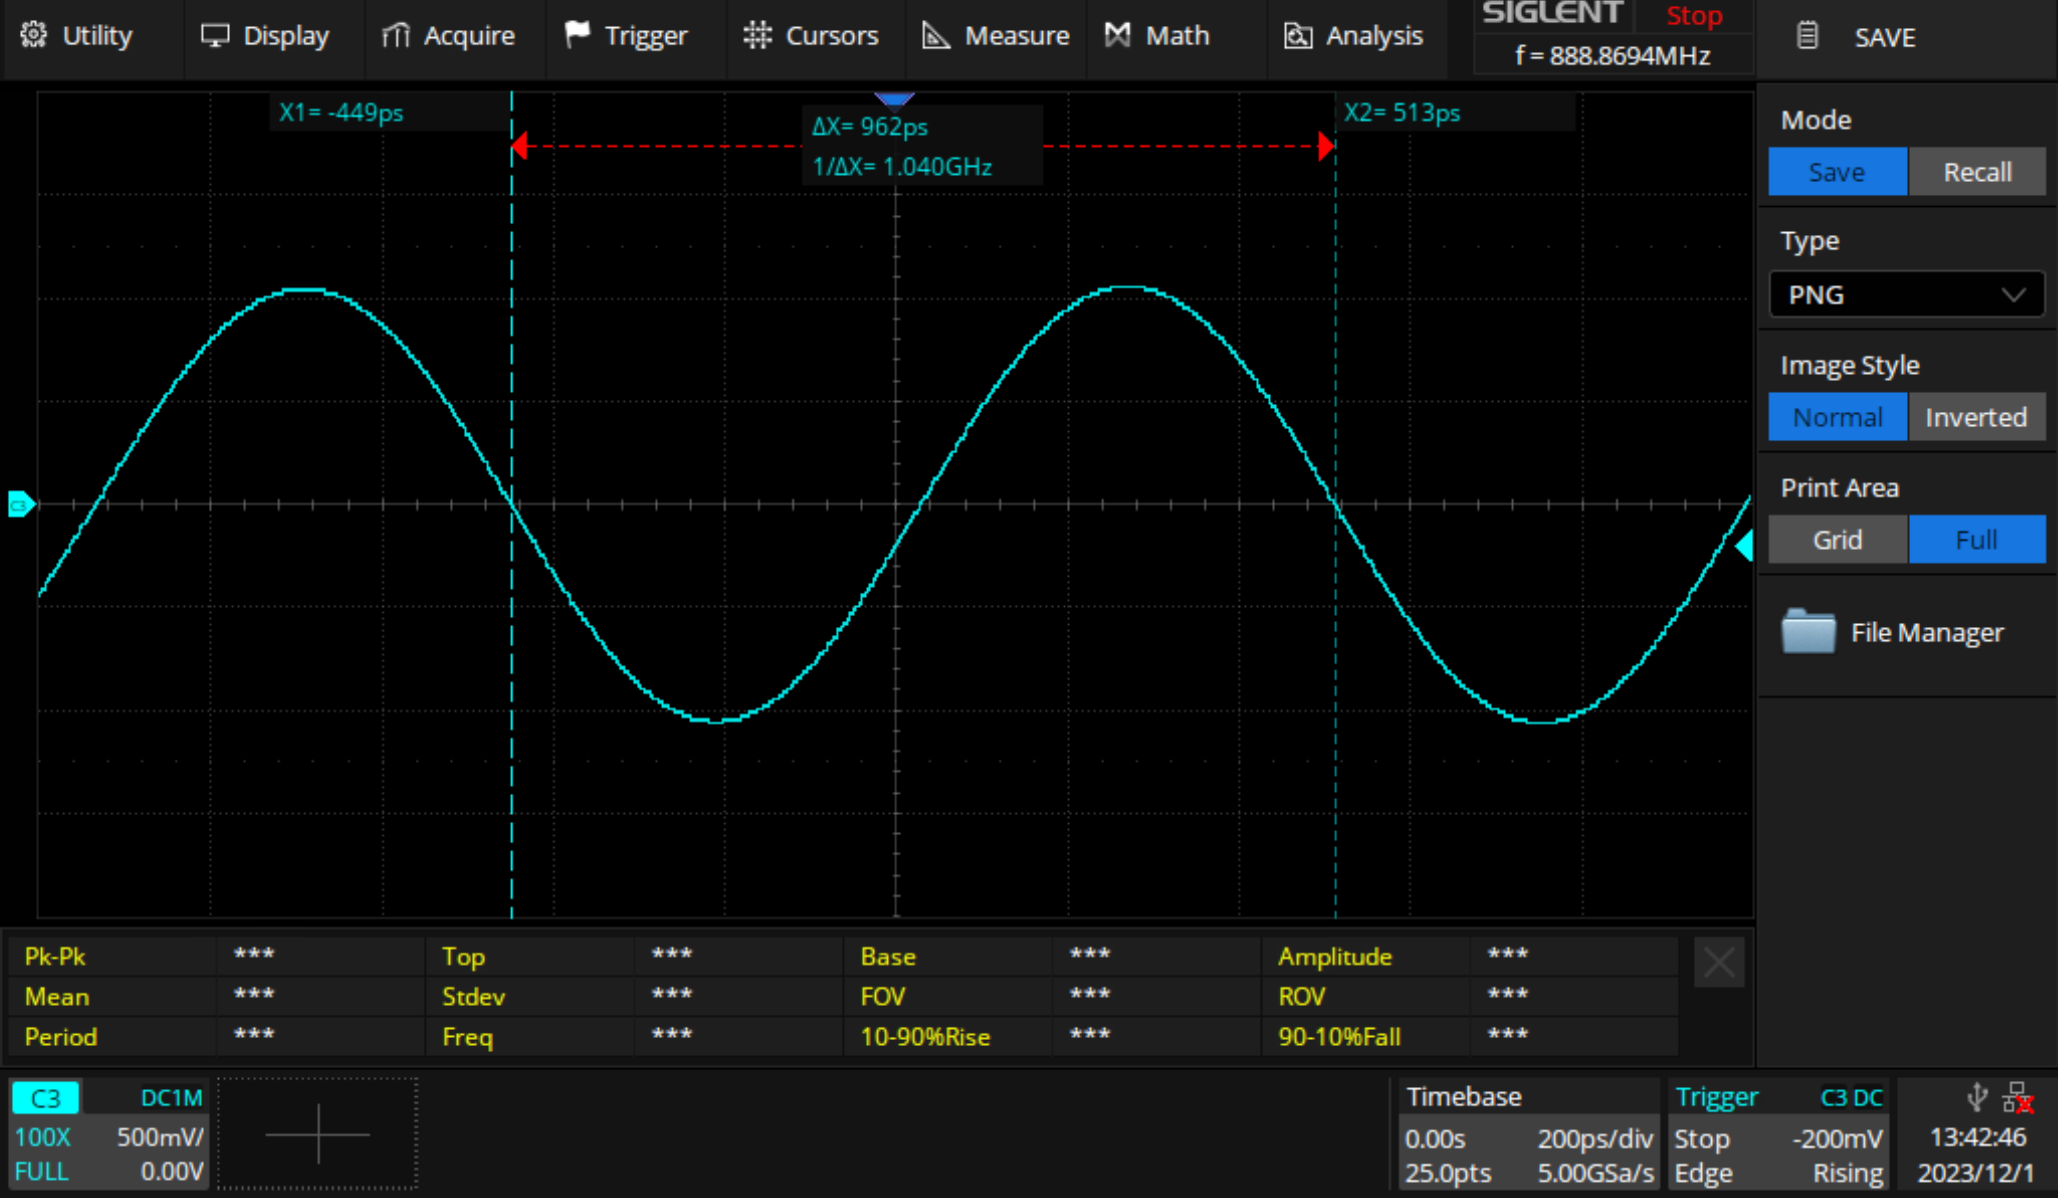 Utility
Display
Acquire
Trigger
Cursors
Measure
Math
Analysis
SIGLENT
Stop
f = 888.8694MHz
SAVE
X1= -449ps
ΔX= 962ps
1/ΔX= 1.040GHz
X2= 513ps
Mode
Save
Recall
Type
PNG
Image Style
Normal
Inverted
Print Area
Grid
Full
File Manager
C3
Pk-Pk *** Top *** Base *** Amplitude ***
Mean *** Stdev *** FOV *** ROV ***
Period *** Freq *** 10-90%Rise *** 90-10%Fall ***
C3 DC1M
100X 500mV/
FULL 0.00V
Timebase
0.00s 200ps/div
25.0pts 5.00GSa/s
Trigger C3 DC
Stop -200mV
Edge Rising
13:42:46
2023/12/1